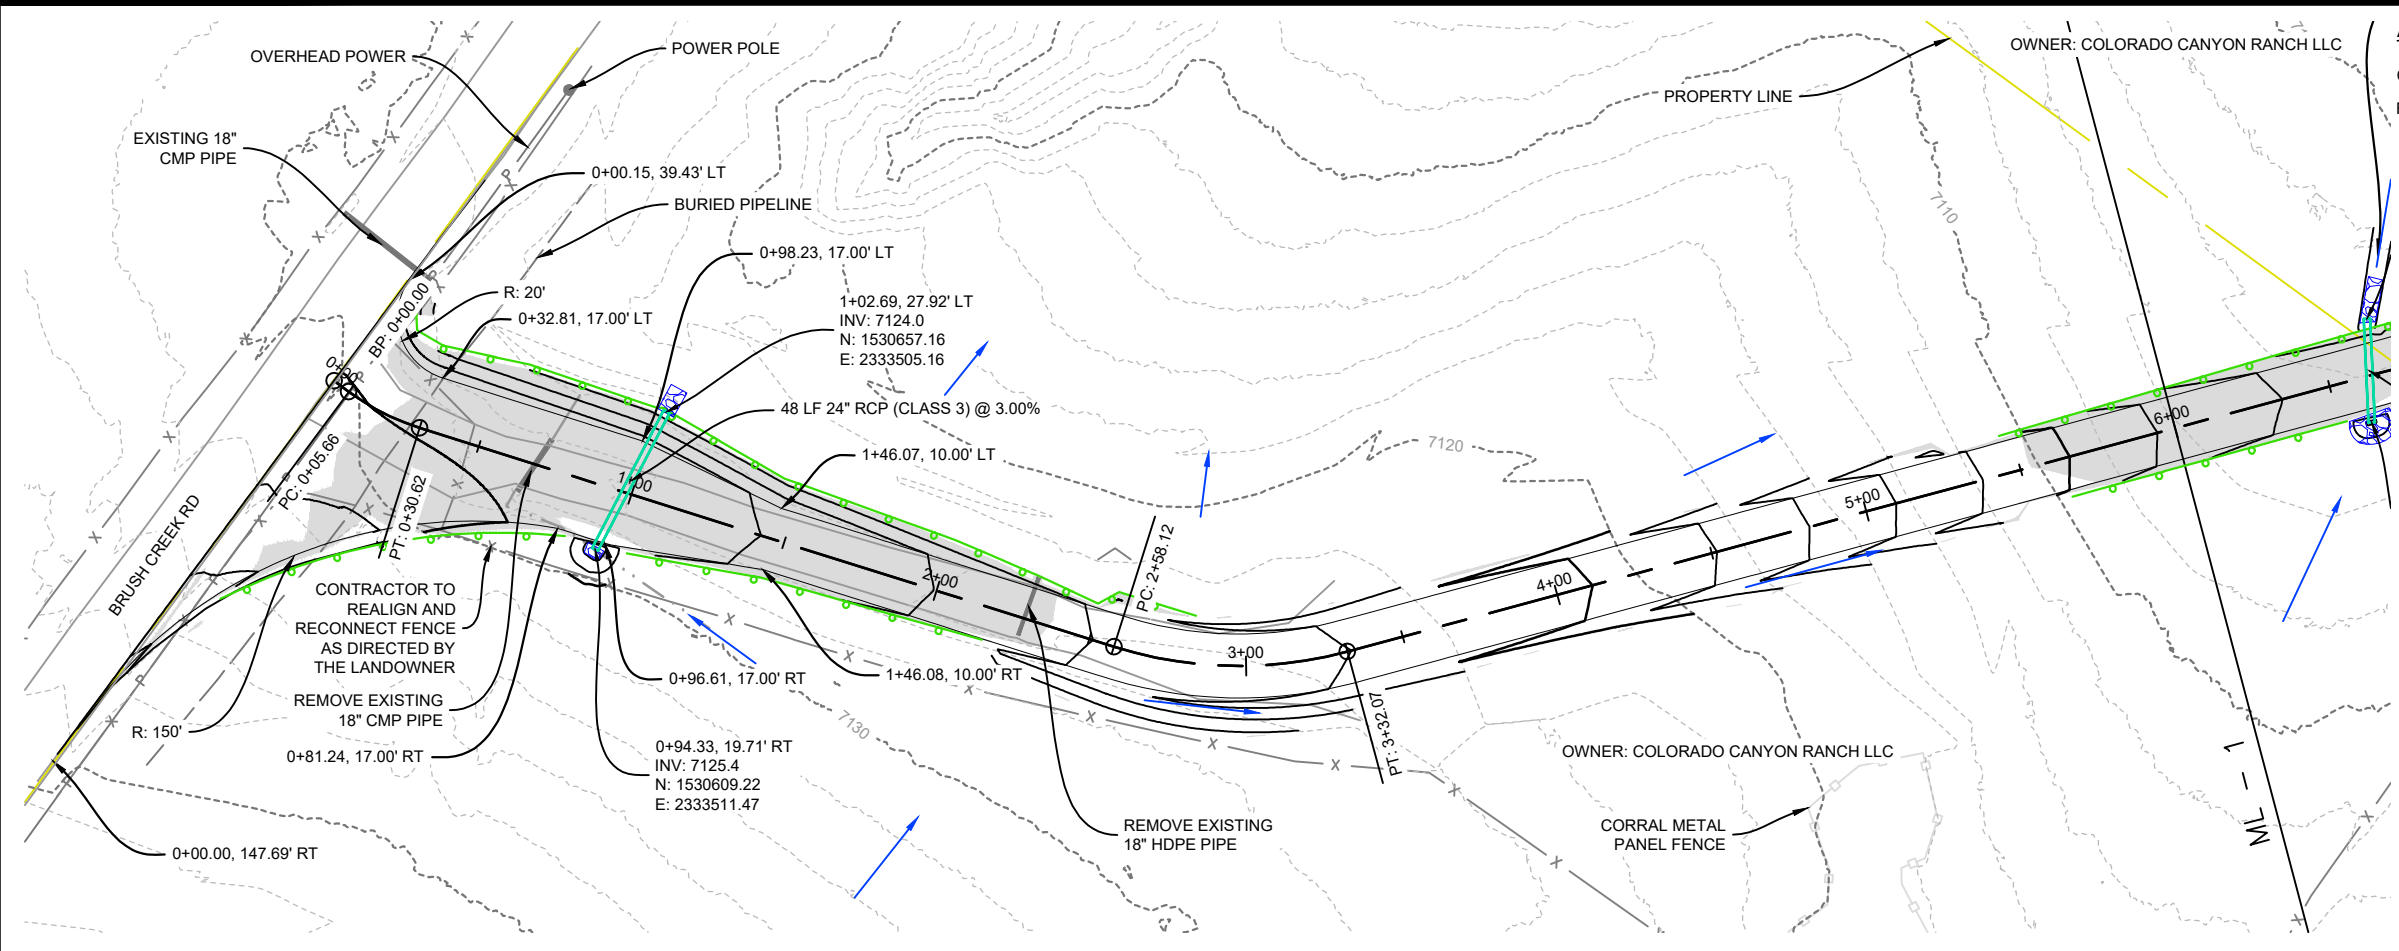 OVERHEAD POWER
POWER POLE
EXISTING 18"
CMP PIPE
0+00.15, 39.43' LT
BURIED PIPELINE
0+98.23, 17.00' LT
R: 20'
0+32.81, 17.00' LT
1+02.69, 27.92' LT
INV: 7124.0
N: 1530657.16
E: 2333505.16
48 LF 24" RCP (CLASS 3) @ 3.00%
1+46.07, 10.00' LT
PROPERTY LINE
OWNER: COLORADO CANYON RANCH LLC
7110
7120
BP: 0+00.00
0+00
PC: 0+05.66
PT: 0+30.62
BRUSH CREEK RD
1+00
2+00
PC: 2+58.12
3+00
PT: 3+32.07
4+00
5+00
6+00
CONTRACTOR TO
REALIGN AND
RECONNECT FENCE
AS DIRECTED BY
THE LANDOWNER
REMOVE EXISTING
18" CMP PIPE
R: 150'
0+81.24, 17.00' RT
0+00.00, 147.69' RT
0+96.61, 17.00' RT
0+94.33, 19.71' RT
INV: 7125.4
N: 1530609.22
E: 2333511.47
7130
1+46.08, 10.00' RT
REMOVE EXISTING
18" HDPE PIPE
OWNER: COLORADO CANYON RANCH LLC
CORRAL METAL
PANEL FENCE
ML-1